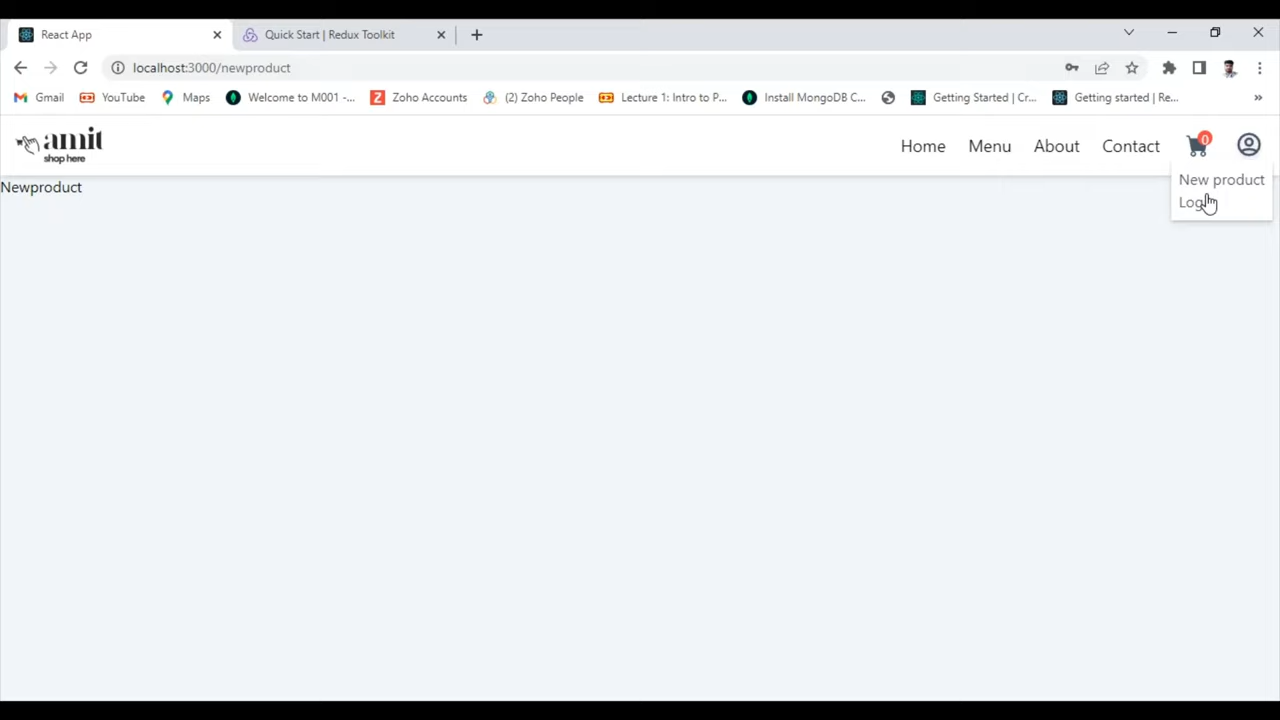 React App
Quick Start | Redux Toolkit
localhost:3000/newproduct
Gmail YouTube Maps Welcome to M001 -... Zoho Accounts (2) Zoho People Lecture 1: Intro to P... Install MongoDB C... Getting Started | Cr... Getting started | Re... »
amit
shop here
Home Menu About Contact 0
New product
Newproduct